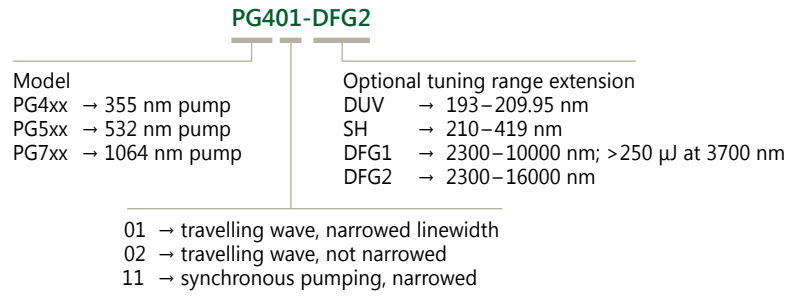 PG401-DFG2
Model
PG4xx → 355 nm pump
PG5xx → 532 nm pump
PG7xx → 1064 nm pump
Optional tuning range extension
DUV → 193–209.95 nm
SH → 210–419 nm
DFG1 → 2300–10000 nm; >250 µJ at 3700 nm
DFG2 → 2300–16000 nm
01 → travelling wave, narrowed linewidth
02 → travelling wave, not narrowed
11 → synchronous pumping, narrowed